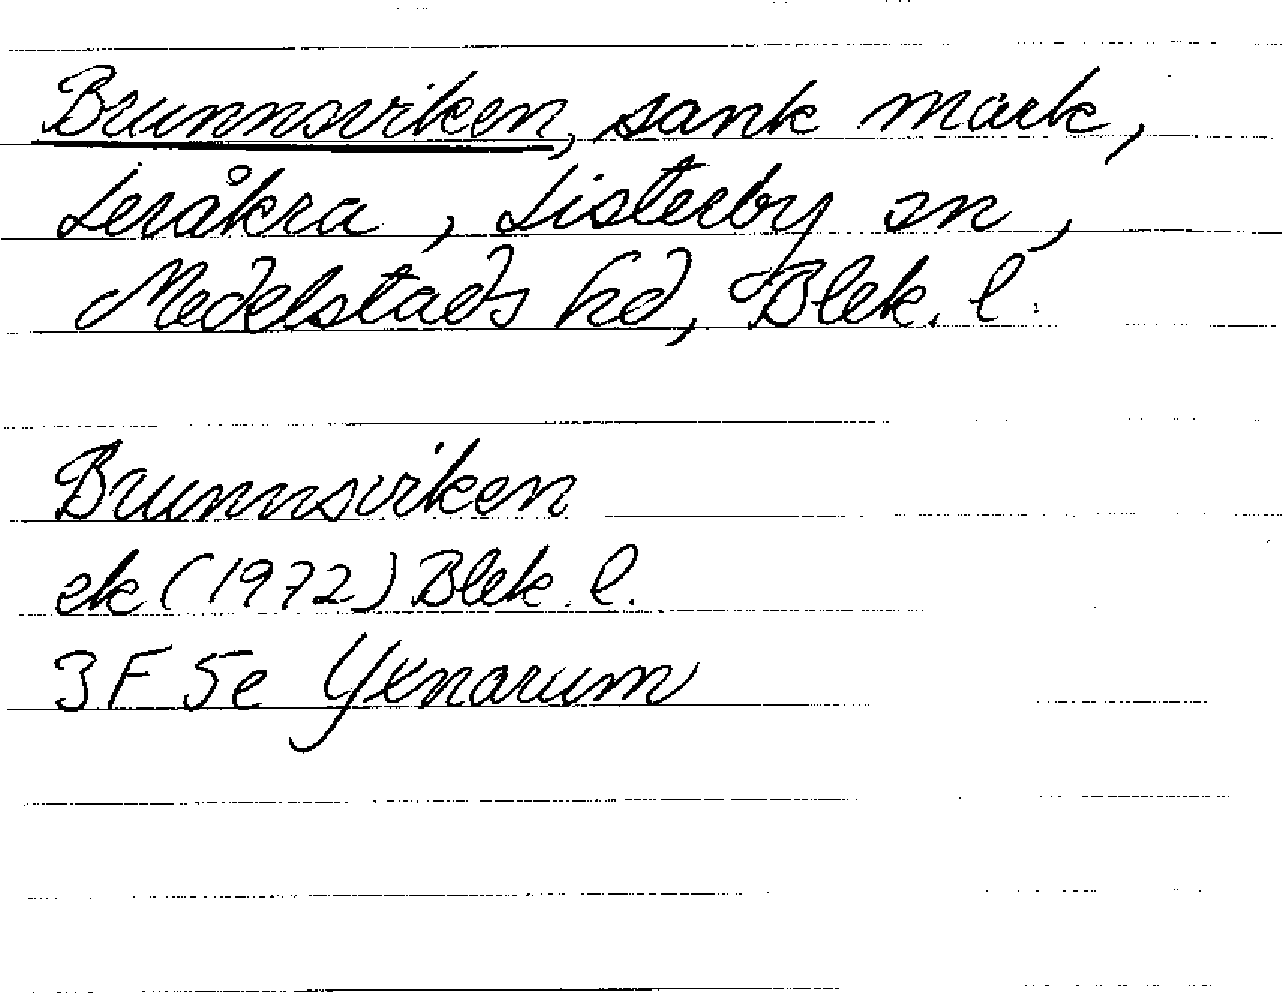 Brunnsviken, sank mark,
Leråkra, Listerby sn,
Medelstads hd, Blek. l.
Brunnsviken
ek (1972) Blek. l.
3F 5e Yxnarum